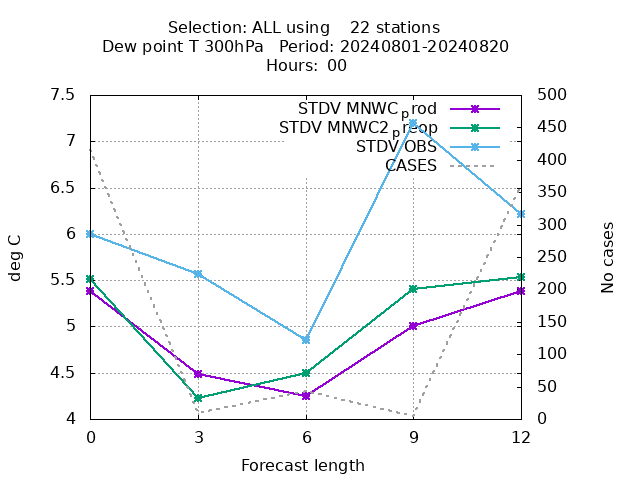 Selection: ALL using 22 stations
Dew point T 300hPa Period: 20240801-20240820
Hours: 00
STDV MNWCprod
STDV MNWC2preop
STDV OBS
CASES
7.5
7
6.5
6
5.5
5
4.5
4
500
450
400
350
300
250
200
150
100
50
0
deg C
No cases
0 3 6 9 12
Forecast length